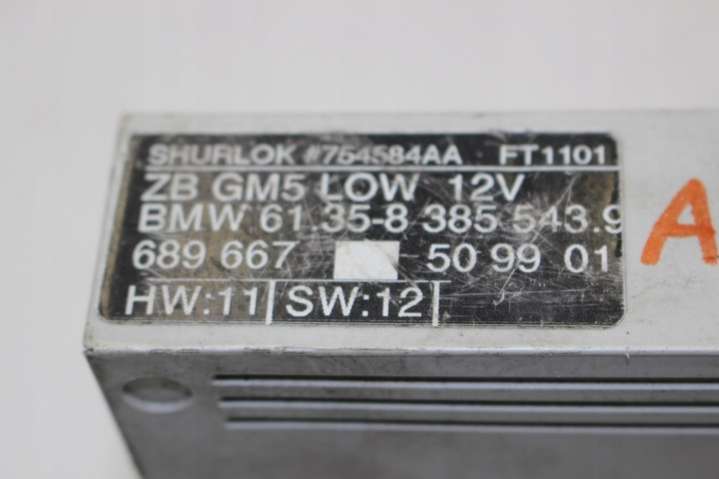 SHURLOK #754584AA FT1101
ZB GM5 LOW 12V
BMW 61.35-8 385 543.9
689 667 50 99 01
HW:11 SW:12
A